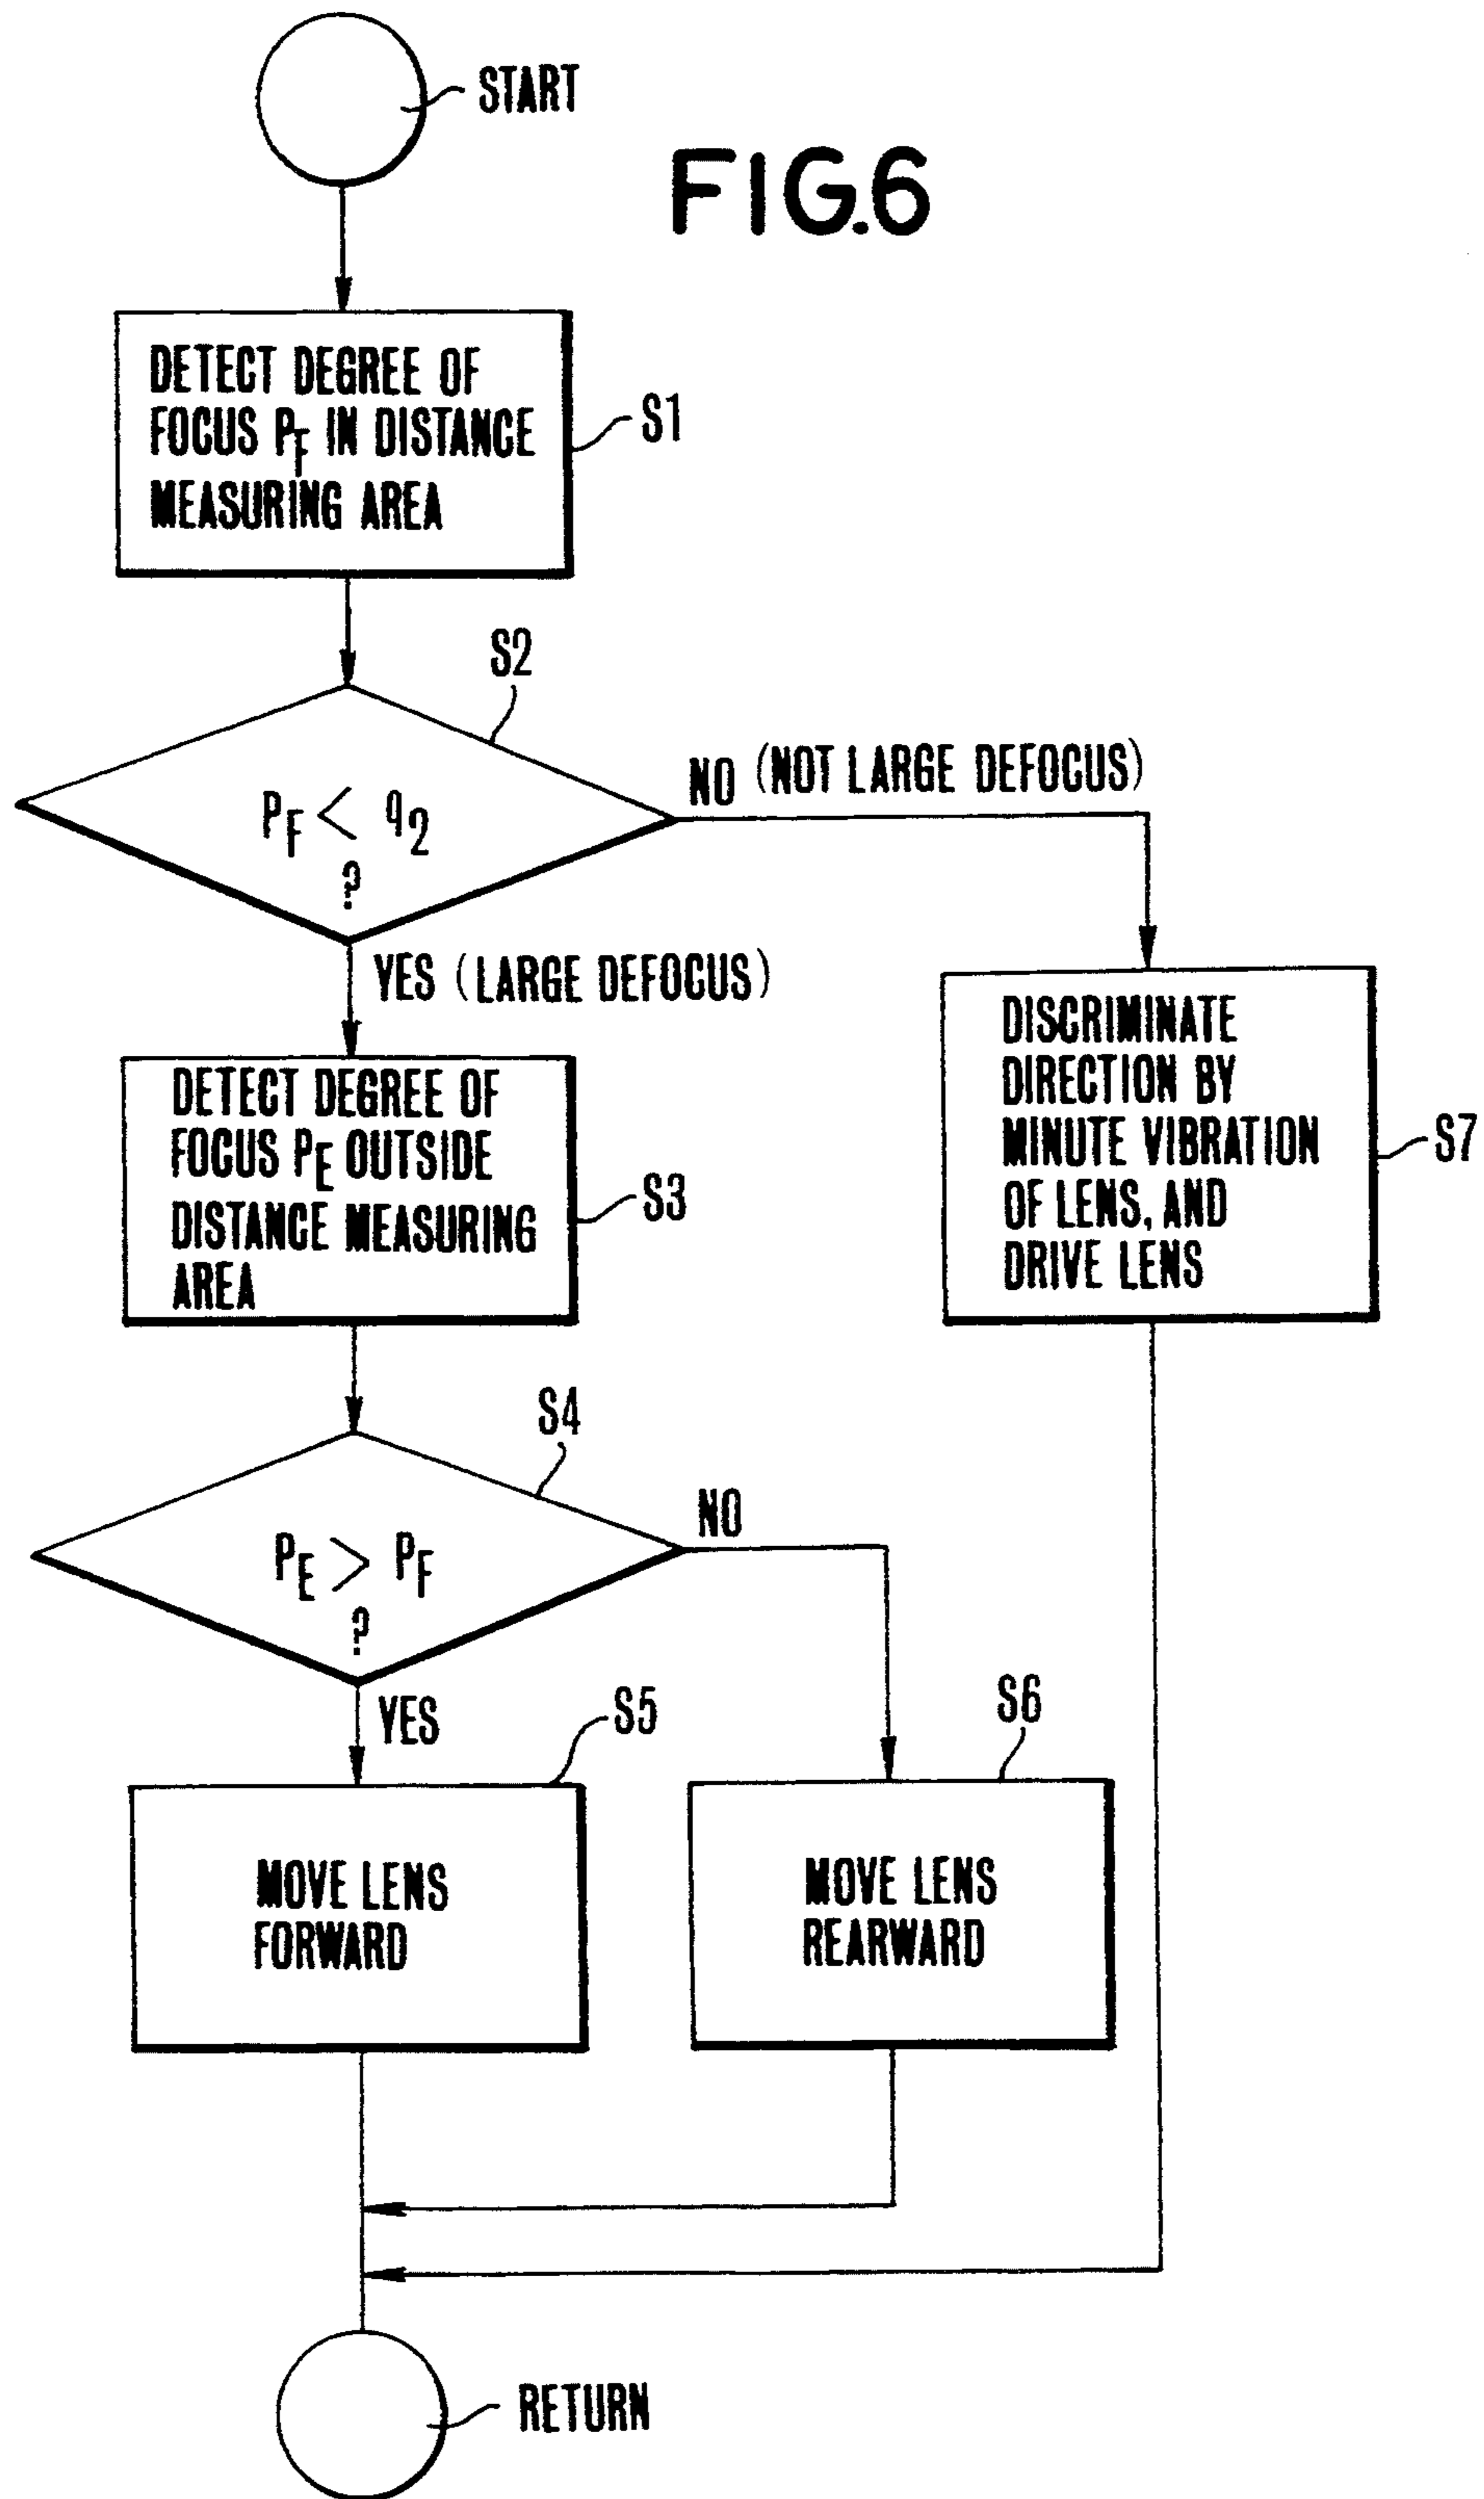 START
FIG.6
DETECT DEGREE OF
FOCUS PF IN DISTANCE
MEASURING AREA
S1
S2
PF < q2
?
NO (NOT LARGE DEFOCUS)
YES (LARGE DEFOCUS)
DETECT DEGREE OF
FOCUS PE OUTSIDE
DISTANCE MEASURING
AREA
S3
DISCRIMINATE
DIRECTION BY
MINUTE VIBRATION
OF LENS, AND
DRIVE LENS
S7
S4
PE > PF
?
NO
YES
S5
S6
MOVE LENS
FORWARD
MOVE LENS
REARWARD
RETURN